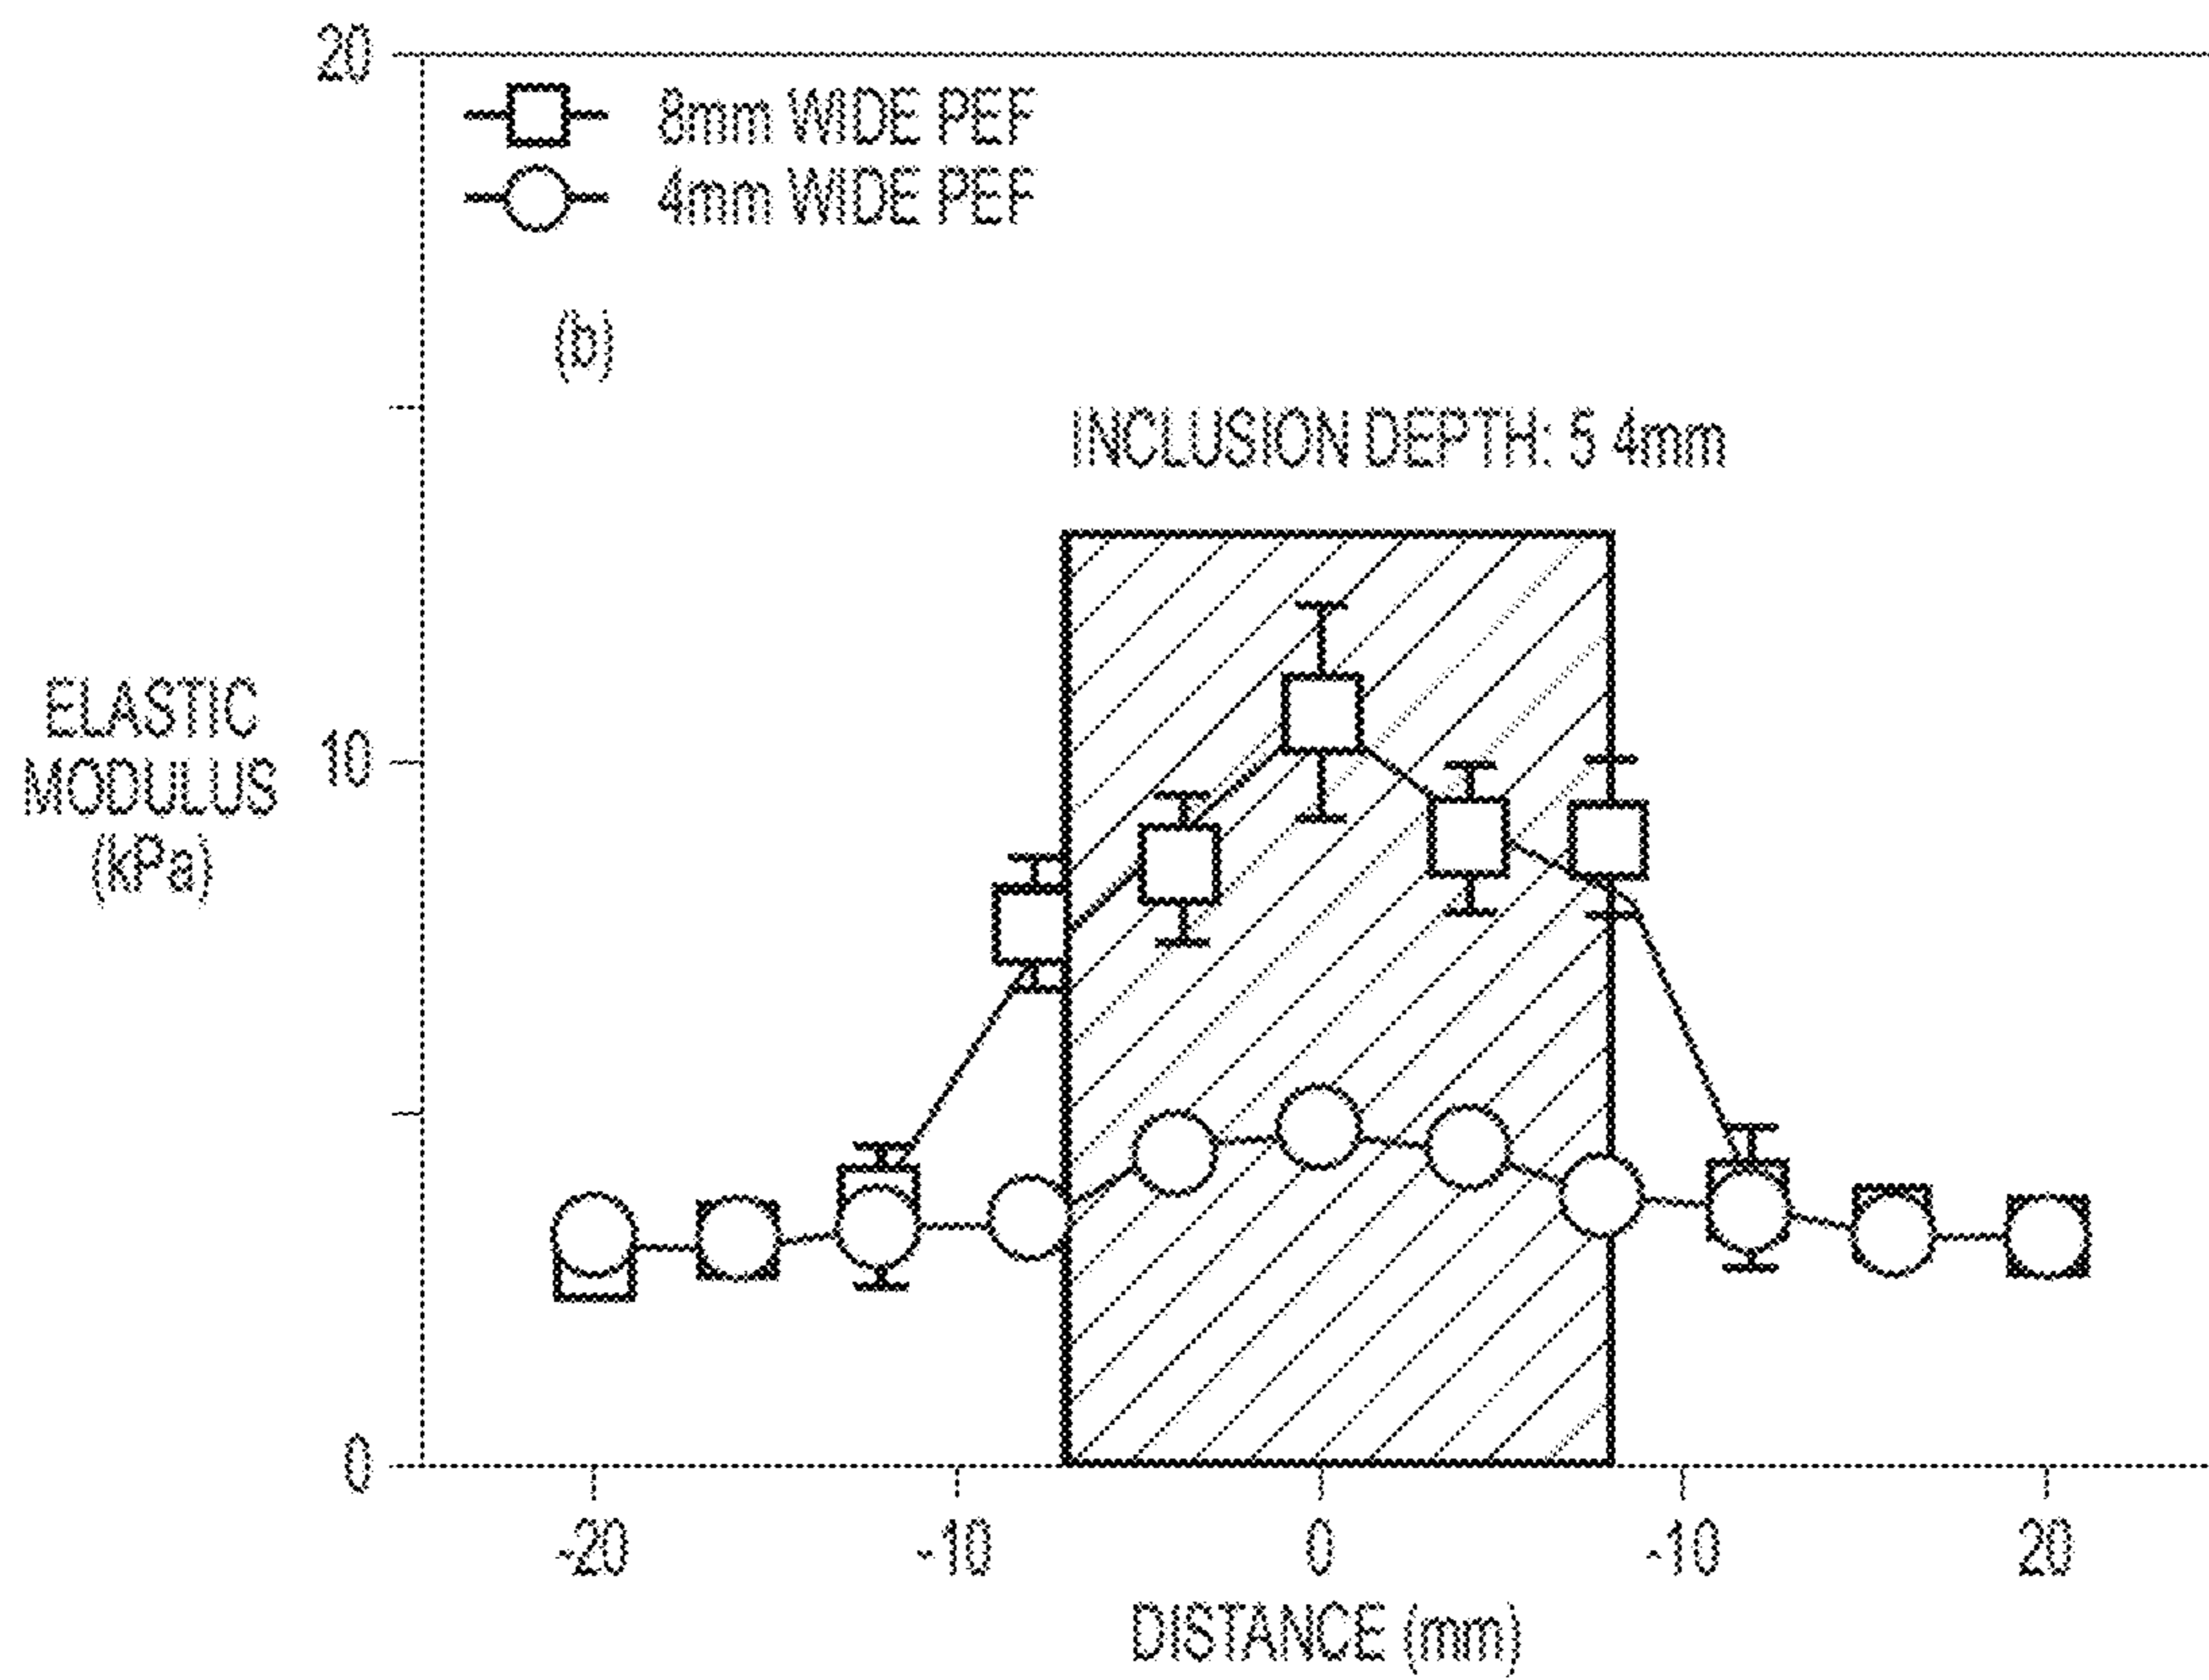 20
8mm WIDE PEF
4mm WIDE PEF
(b)
INCLUSION DEPTH: 5 4mm
ELASTIC
MODULUS
(kPa)
10
0
-20
-10
0
-10
20
DISTANCE (mm)